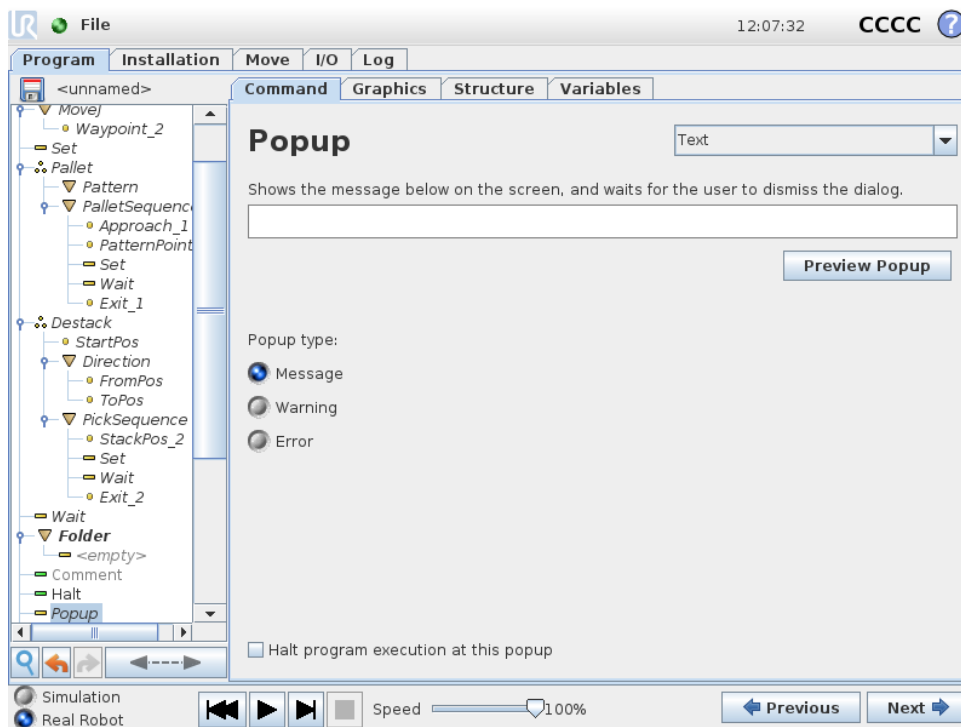 UR File 12:07:32 CCCC ?
Program Installation Move I/O Log
<unnamed> Command Graphics Structure Variables
MoveJ
Waypoint_2
Set
Pallet
Pattern
PalletSequenc
Approach_1
PatternPoint
Set
Wait
Exit_1
Destack
StartPos
Direction
FromPos
ToPos
PickSequence
StackPos_2
Set
Wait
Exit_2
Wait
Folder
<empty>
Comment
Halt
Popup
Popup Text
Shows the message below on the screen, and waits for the user to dismiss the dialog.
Preview Popup
Popup type:
Message
Warning
Error
Halt program execution at this popup
Simulation
Real Robot
Speed 100%
Previous Next